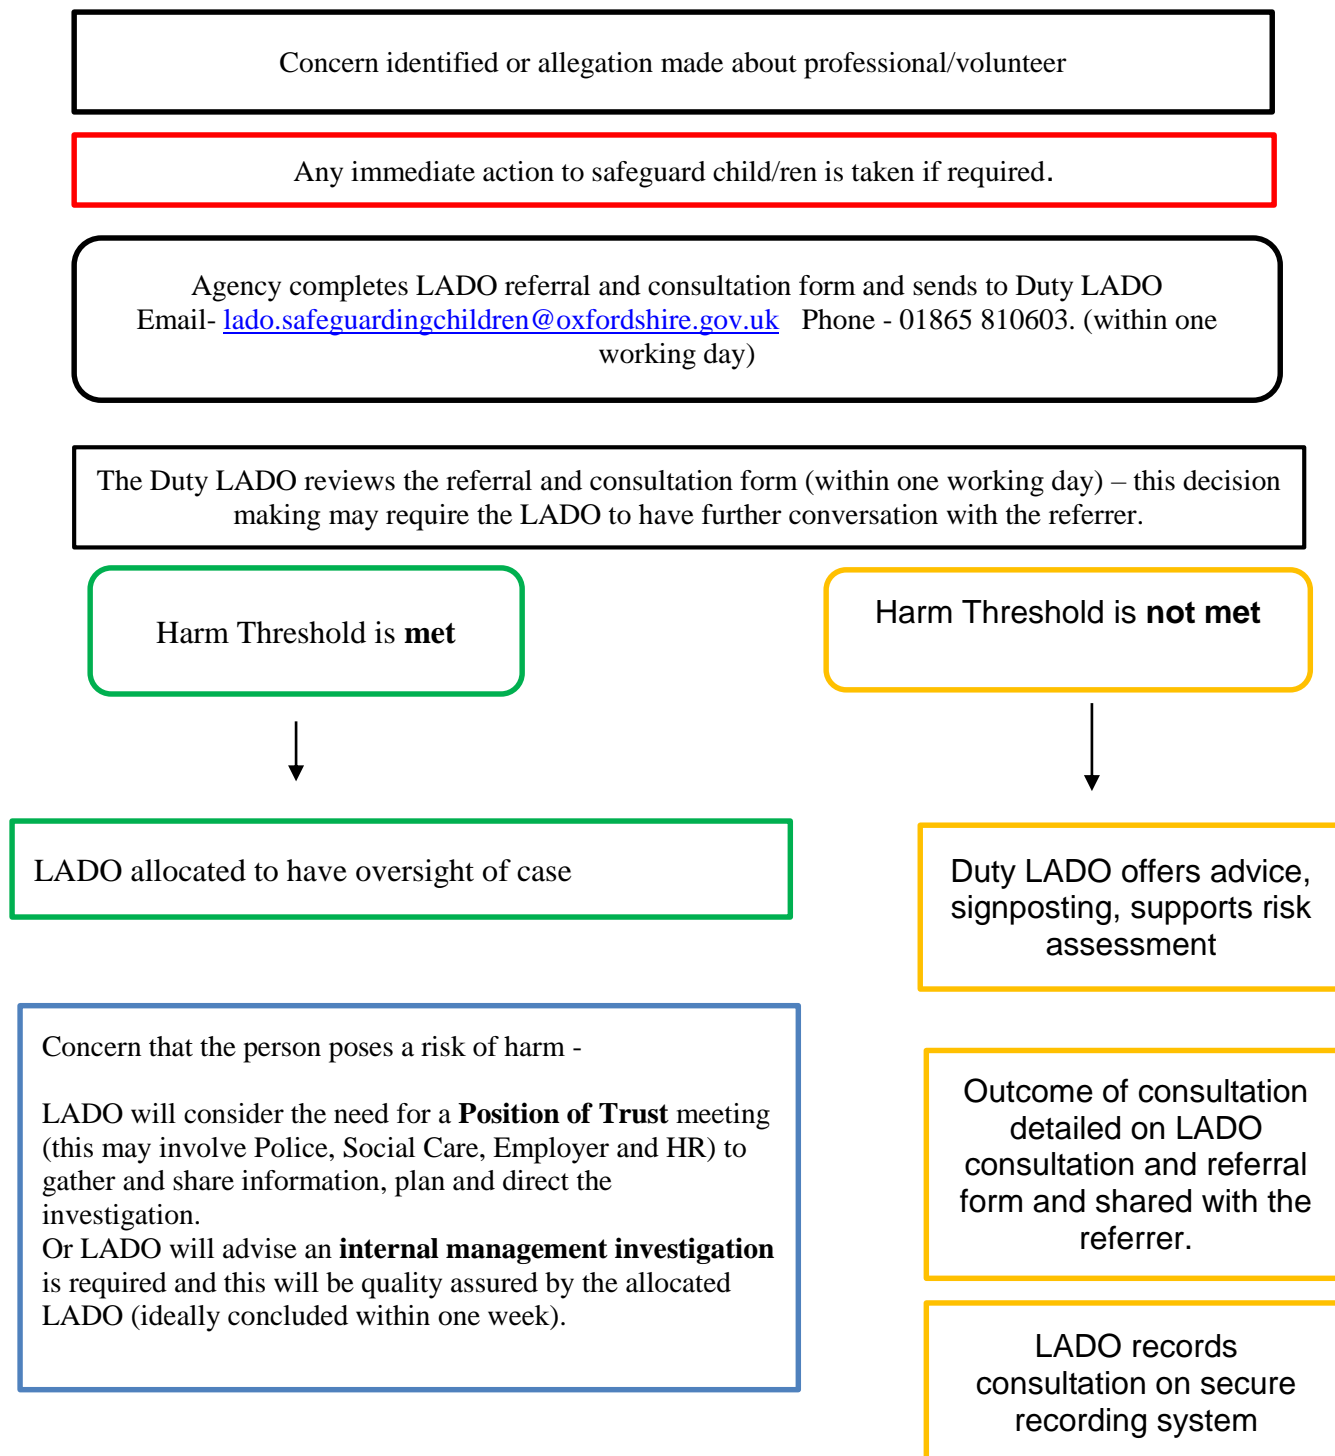 Concern identified or allegation made about professional/volunteer
Any immediate action to safeguard child/ren is taken if required.
Agency completes LADO referral and consultation form and sends to Duty LADO
Email- lado.safeguardingchildren@oxfordshire.gov.uk Phone - 01865 810603. (within one
working day)
The Duty LADO reviews the referral and consultation form (within one working day) – this decision
making may require the LADO to have further conversation with the referrer.
Harm Threshold is met
Harm Threshold is not met
LADO allocated to have oversight of case
Duty LADO offers advice,
signposting, supports risk
assessment
Concern that the person poses a risk of harm -
LADO will consider the need for a Position of Trust meeting
(this may involve Police, Social Care, Employer and HR) to
gather and share information, plan and direct the
investigation.
Or LADO will advise an internal management investigation
is required and this will be quality assured by the allocated
LADO (ideally concluded within one week).
Outcome of consultation
detailed on LADO
consultation and referral
form and shared with the
referrer.
LADO records
consultation on secure
recording system